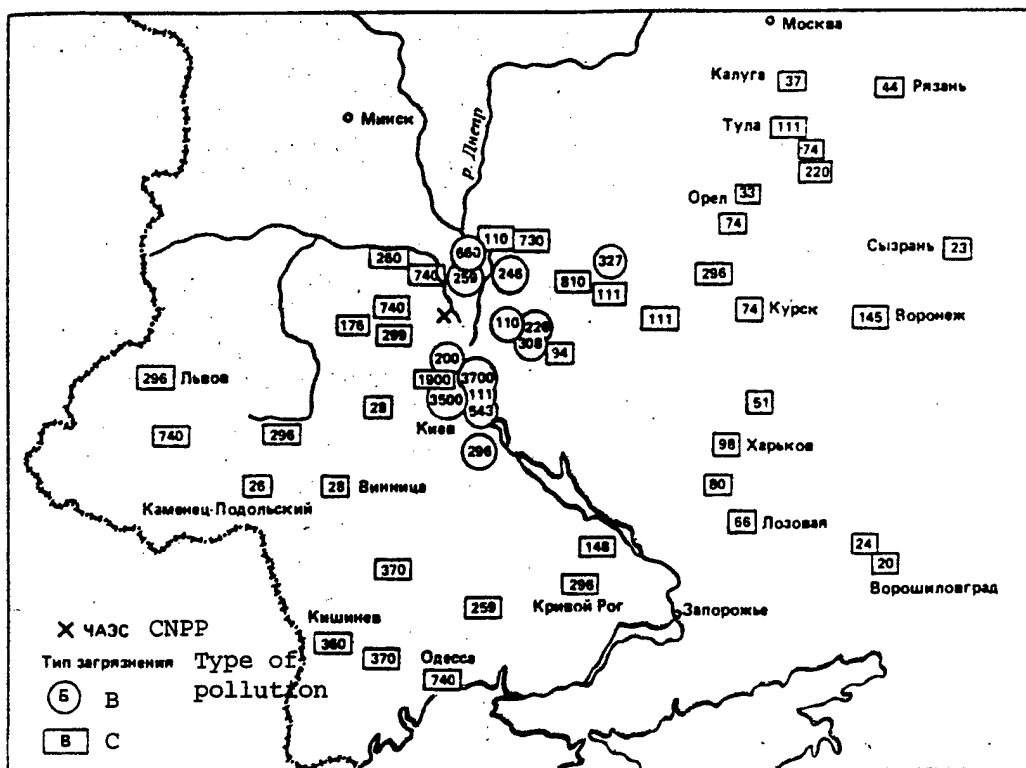 Москва
Калуга
37
44 Рязань
Минск
р. Днепр
Тула 111
74
220
Орел 33
74
660 110 730
Сызрань 23
260
740 259 246 327
810 296
111
740
176 299
110 226
308 94
111
74 Курск
145 Воронеж
200
296 Львов
1900 3700
3500 111
543
28
51
Киев
740
296
296
98 Харьков
26
28 Винница
80
Каменец-Подольский
66 Лозовая
148
24
20
370
296
Ворошиловград
259
Кривой Рог
Запорожье
Кишинев
360
370
Одесса
740
ЧАЭС CNPP
Тип загрязнения Type of
pollution
Б B
В C